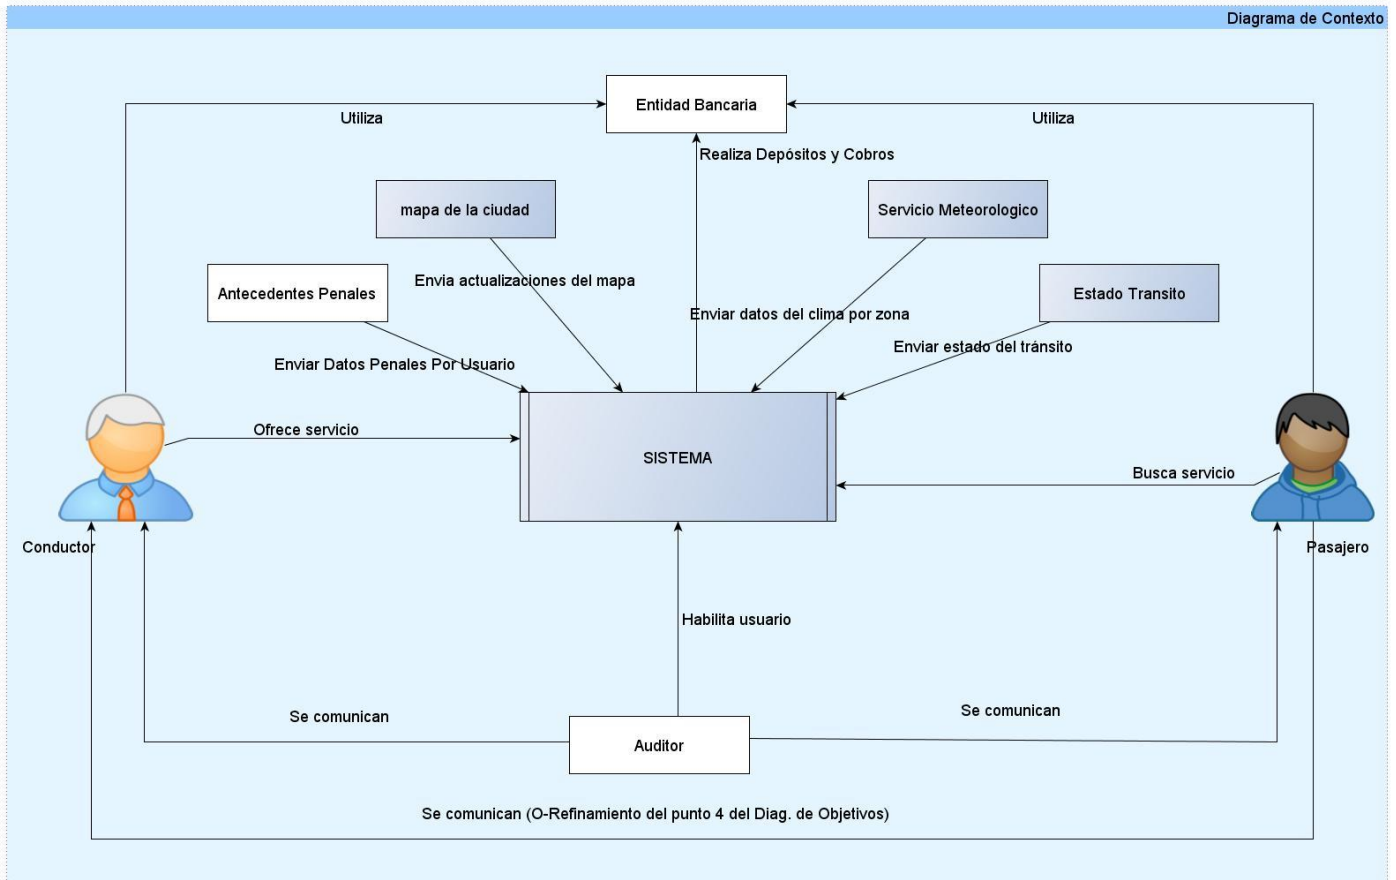 Diagrama de Contexto
Entidad Bancaria
Utiliza
Utiliza
Realiza Depósitos y Cobros
mapa de la ciudad
Servicio Meteorologico
Antecedentes Penales
Envia actualizaciones del mapa
Estado Transito
Enviar datos del clima por zona
Enviar estado del tránsito
Enviar Datos Penales Por Usuario
Ofrece servicio
SISTEMA
Busca servicio
Conductor
Pasajero
Habilita usuario
Se comunican
Se comunican
Auditor
Se comunican (O-Refinamiento del punto 4 del Diag. de Objetivos)